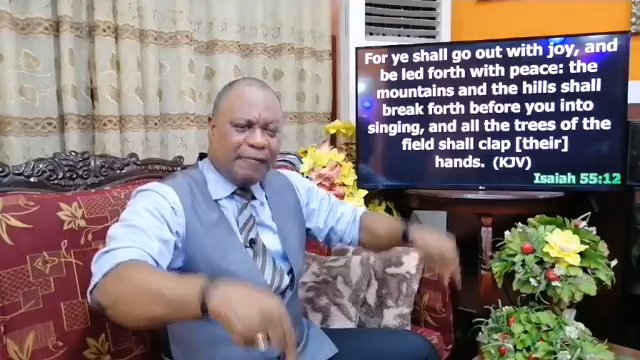 For ye shall go out with joy, and
be led forth with peace: the
mountains and the hills shall
break forth before you into
singing, and all the trees of the
field shall clap [their]
hands. (KJV)
Isaiah 55:12
LG